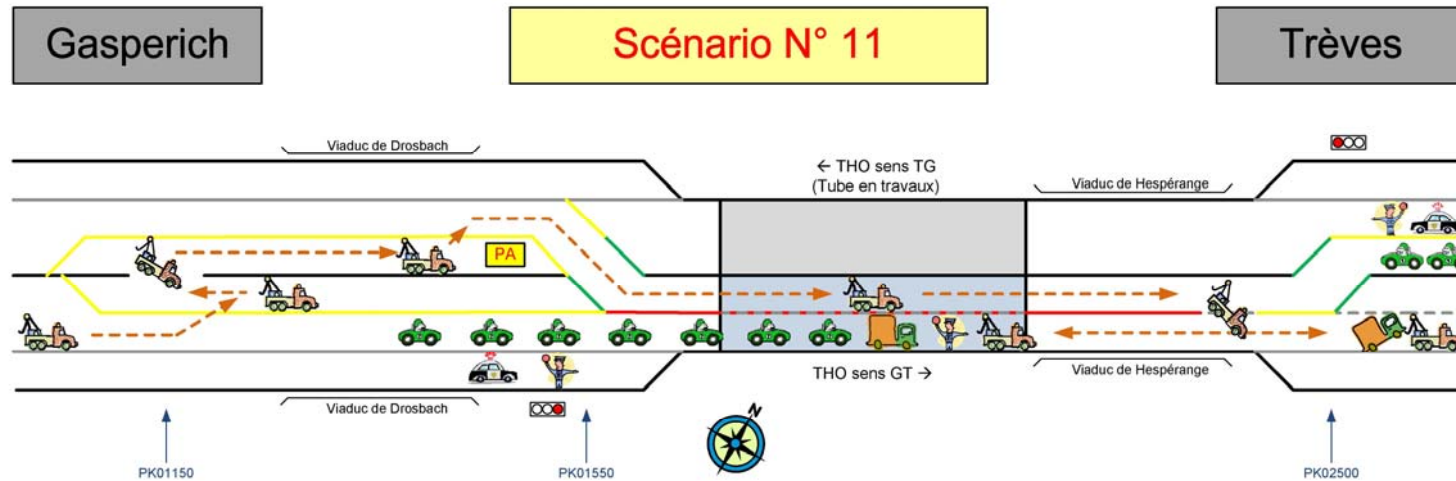 Gasperich
Scénario N° 11
Trèves
Viaduc de Drosbach
← THO sens TG
(Tube en travaux)
Viaduc de Hespérange
PA
THO sens GT →
Viaduc de Hespérange
Viaduc de Drosbach
N
PK01150
PK01550
PK02500